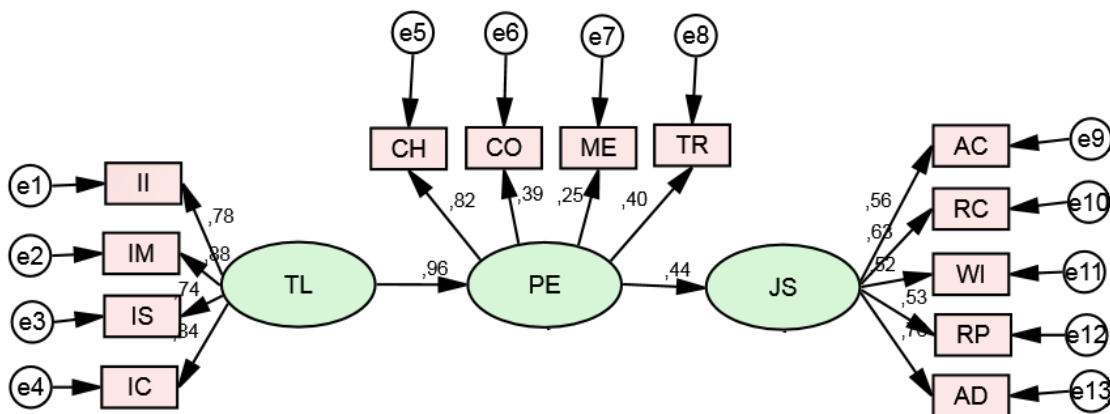 e5 e6 e7 e8
CH CO ME TR
,82 ,39 ,25 ,40
e1 II
e2 IM
e3 IS
e4 IC
,78
,88
,74
,84
TL ,96 PE ,44 JS
,56
,63
,52
,53
AC e9
RC e10
WI e11
RP e12
AD e13